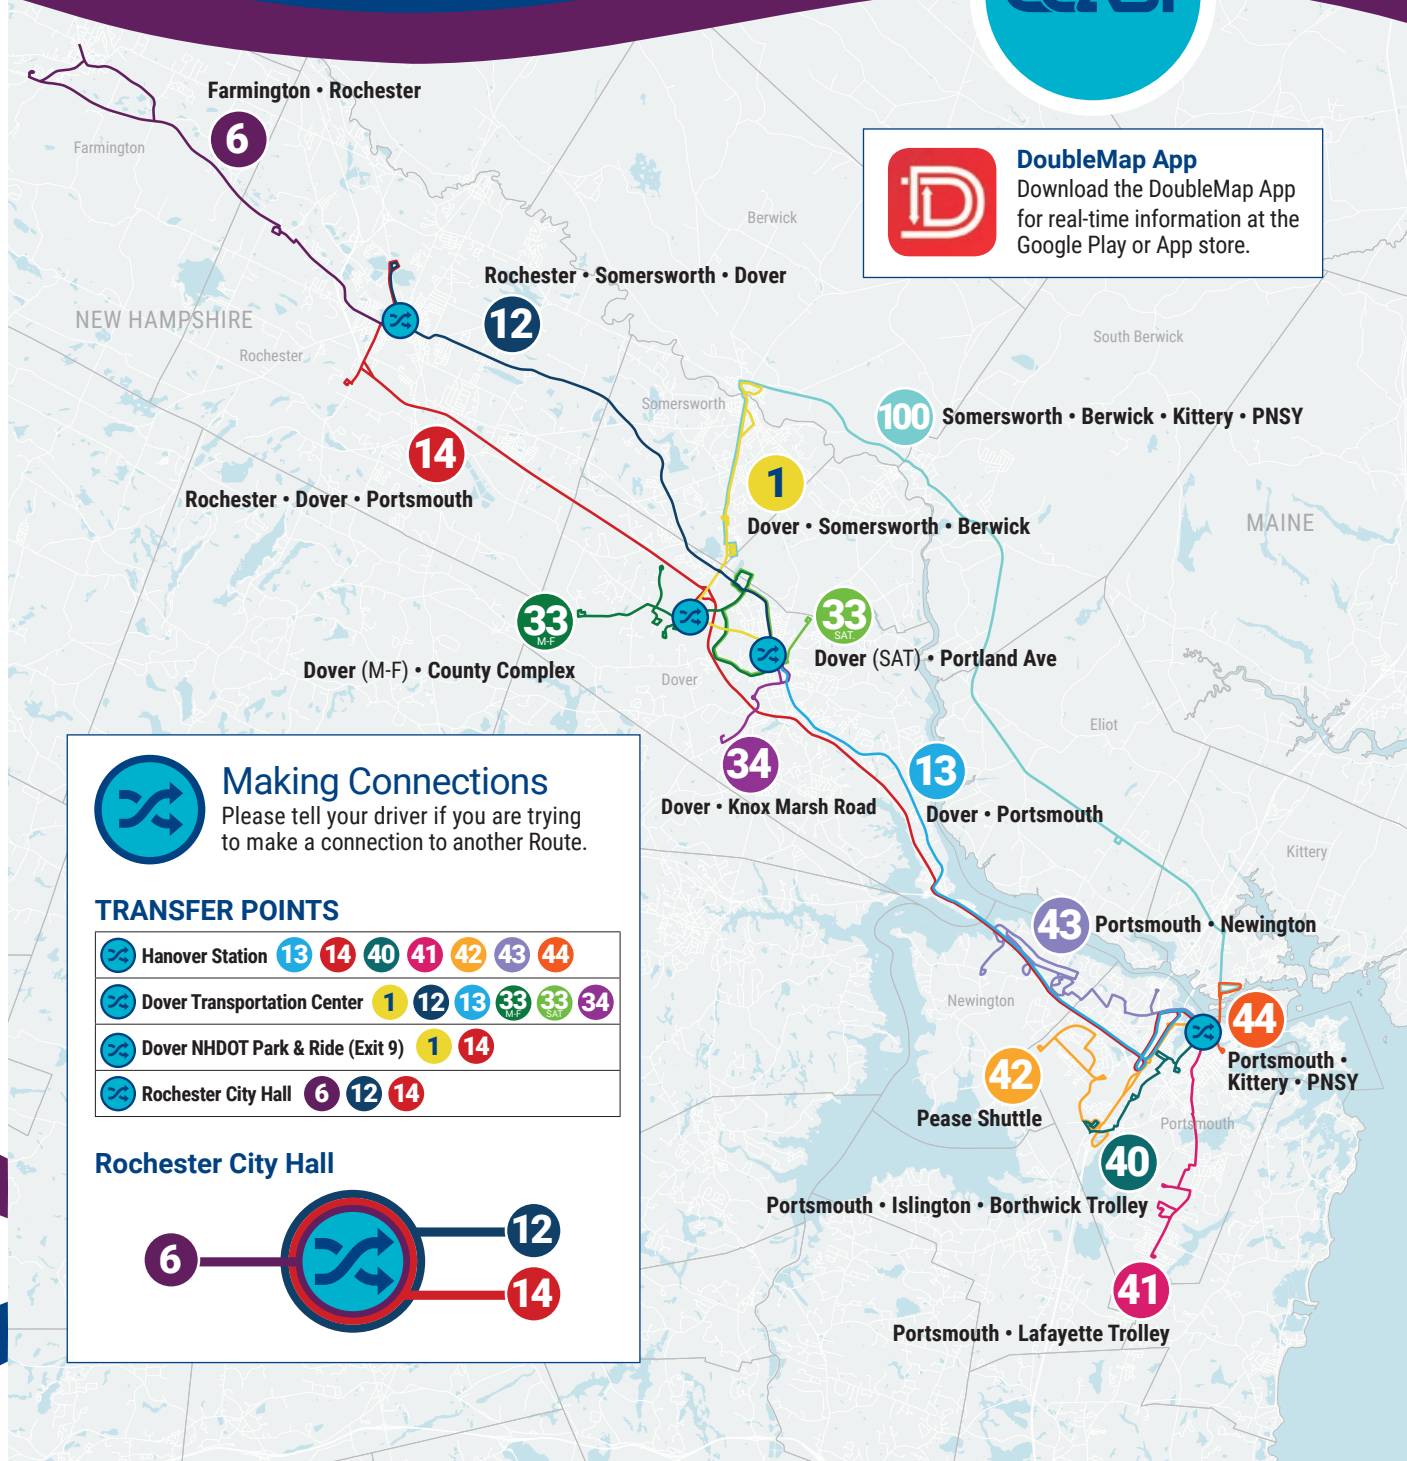 Farmington • Rochester
6
Farmington
DoubleMap App
Download the DoubleMap App
for real-time information at the
Google Play or App store.
D
Berwick
Rochester • Somersworth • Dover
12
NEW HAMPSHIRE
Rochester
South Berwick
Somersworth
100
Somersworth • Berwick • Kittery • PNSY
14
Rochester • Dover • Portsmouth
1
Dover • Somersworth • Berwick
MAINE
33
M-F
Dover (M-F) • County Complex
33
SAT.
Dover (SAT) • Portland Ave
Dover
Eliot
34
Dover • Knox Marsh Road
13
Dover • Portsmouth
Kittery
Making Connections
Please tell your driver if you are trying
to make a connection to another Route.
TRANSFER POINTS
Hanover Station 13 14 40 41 42 43 44
Dover Transportation Center 1 12 13 33 M-F 33 SAT 34
Dover NHDOT Park & Ride (Exit 9) 1 14
Rochester City Hall 6 12 14
Rochester City Hall
6
12
14
43
Portsmouth • Newington
Newington
44
Portsmouth •
Kittery • PNSY
42
Pease Shuttle
Portsmouth
40
Portsmouth • Islington • Borthwick Trolley
41
Portsmouth • Lafayette Trolley